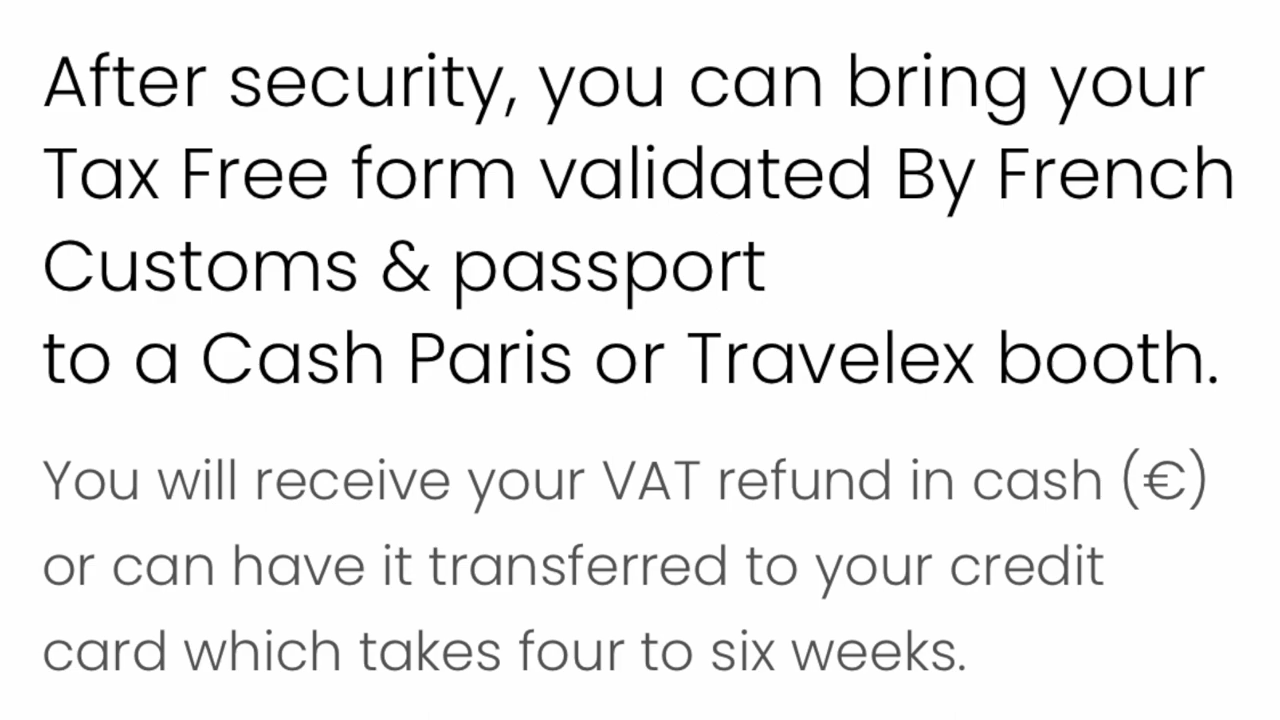 After security, you can bring your
Tax Free form validated By French
Customs & passport
to a Cash Paris or Travelex booth.
You will receive your VAT refund in cash (€)
or can have it transferred to your credit
card which takes four to six weeks.